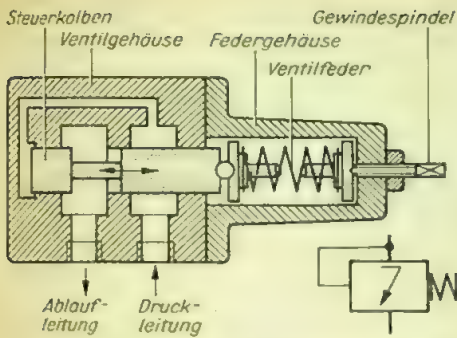 Steuerkolben
Ventilgehäuse
Federgehäuse
Ventilfeder
Gewindespindel
Ablauf-
leitung
Druck-
leitung